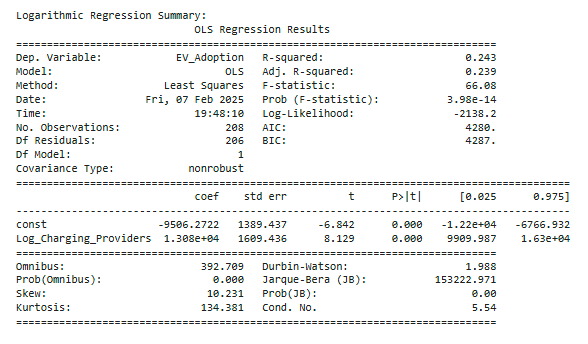 Logarithmic Regression Summary:
OLS Regression Results
==============================================================================
Dep. Variable: EV_Adoption R-squared: 0.243
Model: OLS Adj. R-squared: 0.239
Method: Least Squares F-statistic: 66.08
Date: Fri, 07 Feb 2025 Prob (F-statistic): 3.98e-14
Time: 19:48:10 Log-Likelihood: -2138.2
No. Observations: 208 AIC: 4280.
Df Residuals: 206 BIC: 4287.
Df Model: 1
Covariance Type: nonrobust
==========================================================================================
coef std err t P>|t| [0.025 0.975]
------------------------------------------------------------------------------------------
const -9506.2722 1389.437 -6.842 0.000 -1.22e+04 -6766.932
Log_Charging_Providers 1.308e+04 1609.436 8.129 0.000 9909.987 1.63e+04
==============================================================================
Omnibus: 392.709 Durbin-Watson: 1.988
Prob(Omnibus): 0.000 Jarque-Bera (JB): 153222.971
Skew: 10.231 Prob(JB): 0.00
Kurtosis: 134.381 Cond. No. 5.54
==============================================================================